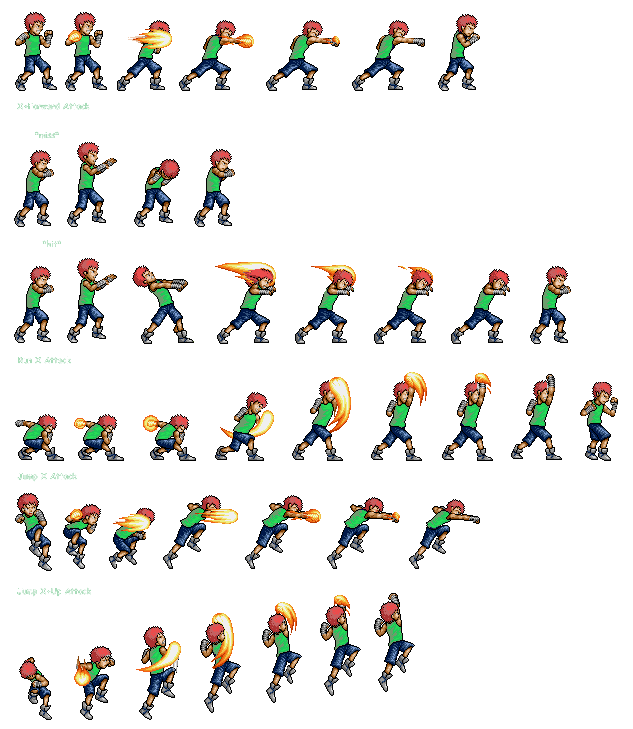 X+Forward Attack
"miss"
"hit"
Run X Attack
Jump X Attack
Jump X+Up Attack